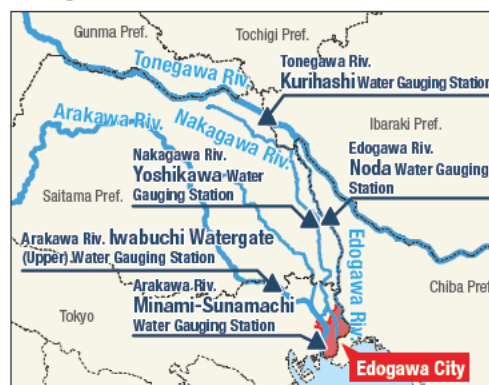 Gunma Pref.
Tochigi Pref.
Tonegawa Riv.
Tonegawa Riv.
Kurihashi Water Gauging Station
Arakawa Riv.
Nakagawa Riv.
Ibaraki Pref.
Nakagawa Riv.
Yoshikawa Water
Gauging Station
Edogawa Riv.
Noda Water Gauging
Station
Saitama Pref.
Arakawa Riv. Iwabuchi Watergate
(Upper) Water Gauging Station
Edogawa Riv.
Chiba Pref
Arakawa Riv.
Minami-Sunamachi
Water Gauging Station
Tokyo
Edogawa City